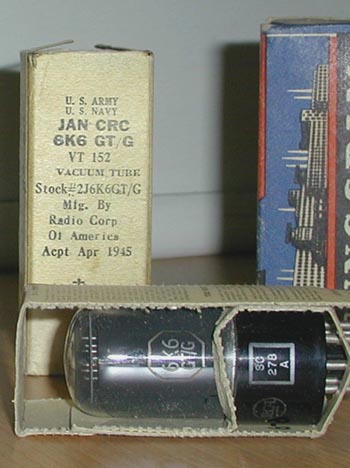 U. S. ARMY
U. S. NAVY
JAN-CRC
6K6 GT/G
VT 152
VACUUM TUBE
Stock#2J6K6GT/G
Mfg. By
Radio Corp
Of America
Acpt Apr 1945
6K6
GT/G
SC
278
A